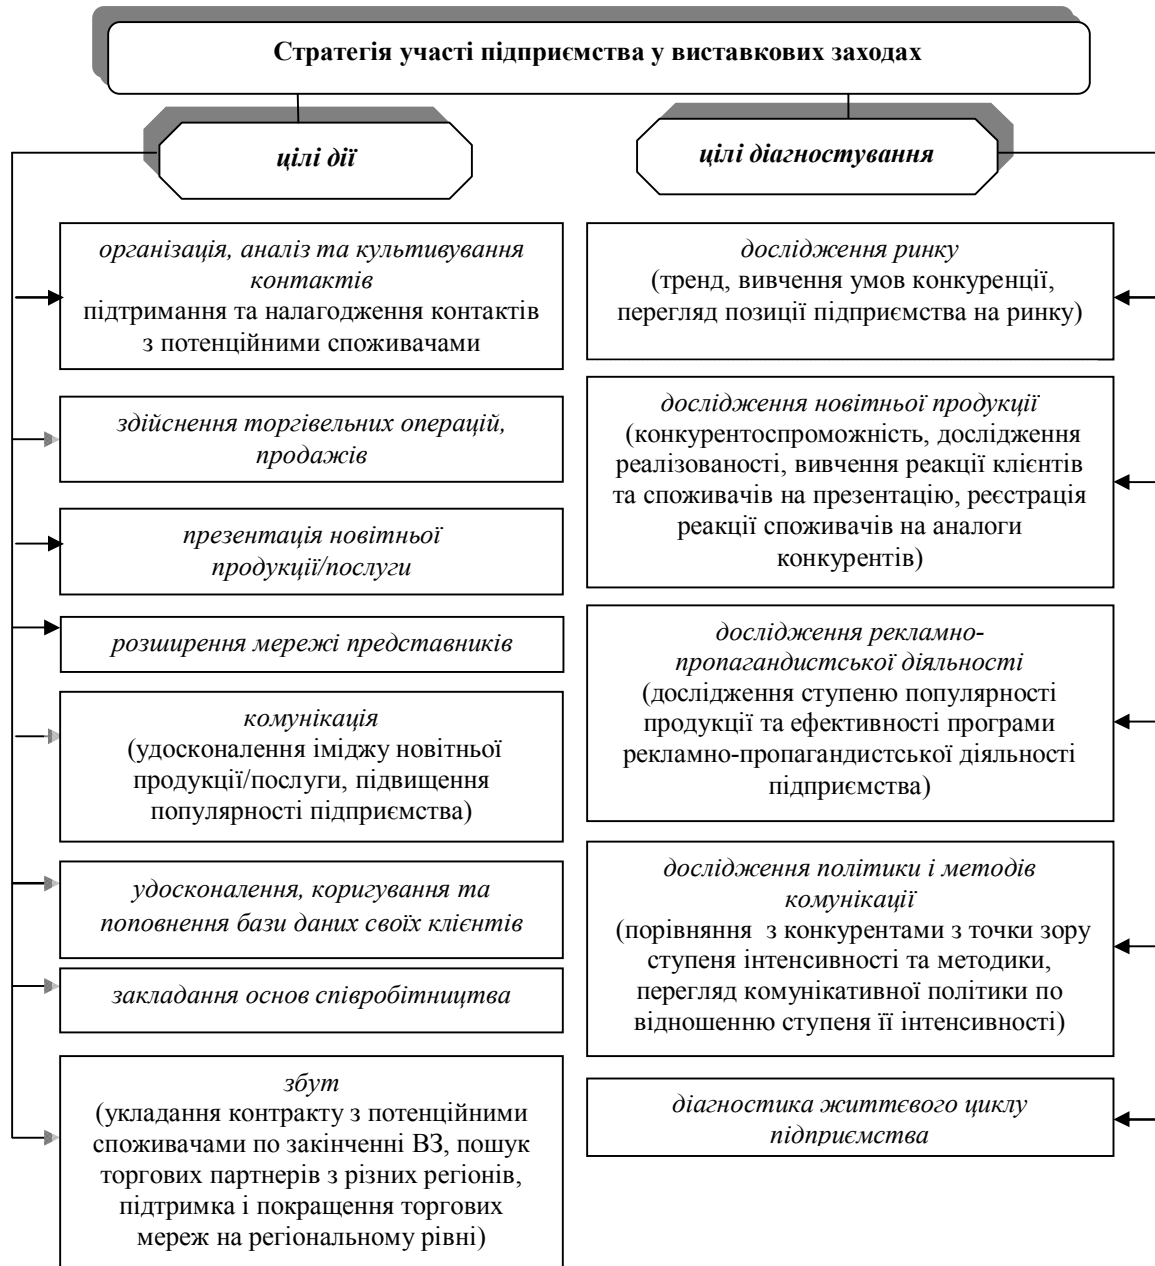 Стратегія участі підприємства у виставкових заходах
цілі дії
цілі діагностування
організація, аналіз та культивування
контактів
підтримання та налагодження контактів
з потенційними споживачами
здійснення торгівельних операцій,
продажів
презентація новітньої
продукції/послуги
розширення мережі представників
комунікація
(удосконалення іміджу новітньої
продукції/послуги, підвищення
популярності підприємства)
удосконалення, коригування та
поповнення бази даних своїх клієнтів
закладання основ співробітництва
збут
(укладання контракту з потенційними
споживачами по закінченні ВЗ, пошук
торгових партнерів з різних регіонів,
підтримка і покращення торгових
мереж на регіональному рівні)
дослідження ринку
(тренд, вивчення умов конкуренції,
перегляд позиції підприємства на ринку)
дослідження новітньої продукції
(конкурентоспроможність, дослідження
реалізованості, вивчення реакції клієнтів
та споживачів на презентацію, реєстрація
реакції споживачів на аналоги
конкурентів)
дослідження рекламно-
пропагандистської діяльності
(дослідження ступеню популярності
продукції та ефективності програми
рекламно-пропагандистської діяльності
підприємства)
дослідження політики і методів
комунікації
(порівняння з конкурентами з точки зору
ступеня інтенсивності та методики,
перегляд комунікативної політики по
відношенню ступеня її інтенсивності)
діагностика життєвого циклу
підприємства